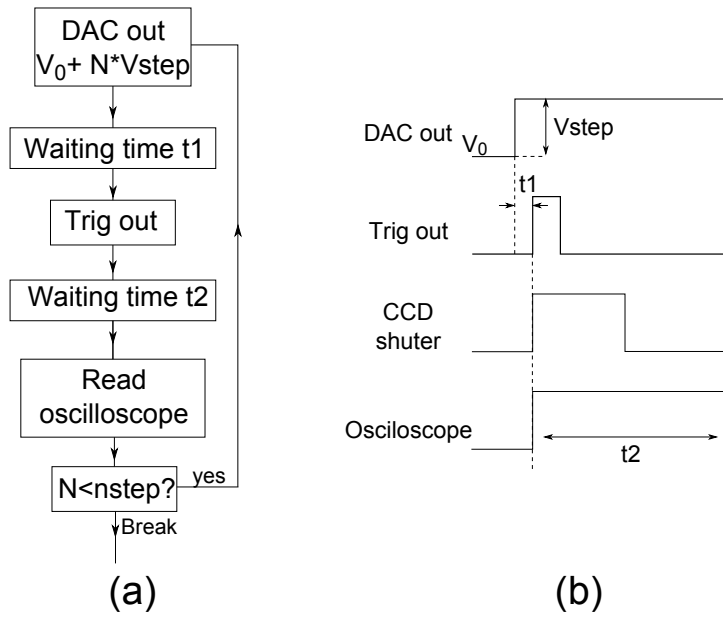 DAC out
V₀+ N*Vstep
Waiting time t1
Trig out
Waiting time t2
Read
oscilloscope
N<nstep?
yes
Break
(a)
DAC out
V₀
Vstep
t1
Trig out
CCD
shuter
Osciloscope
t2
(b)